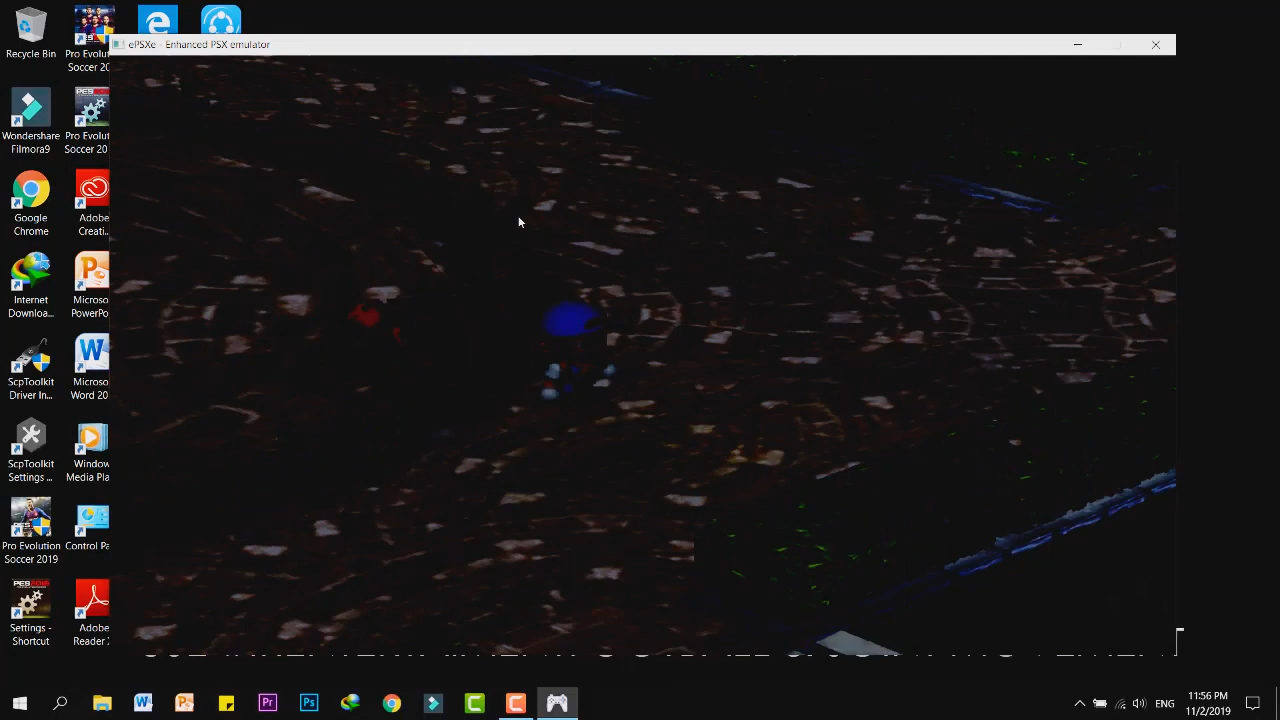 ePSXe - Enhanced PSX emulator
Recycle Bin
Pro Evolut
Soccer 20
Wondershare
Filmora9
Pro Evolut
Soccer 20
Google
Chrome
Adobe
Creati...
Internet
Downloa...
Microso
PowerPo
ScpToolkit
Driver In...
Microso
Word 20
ScpToolkit
Settings ...
Window
Media Pla
Pro Evolution
Soccer 2019
Control Pa
Settings -
Shortcut
Adobe
Reader
11:56 PM
ENG
11/2/2019